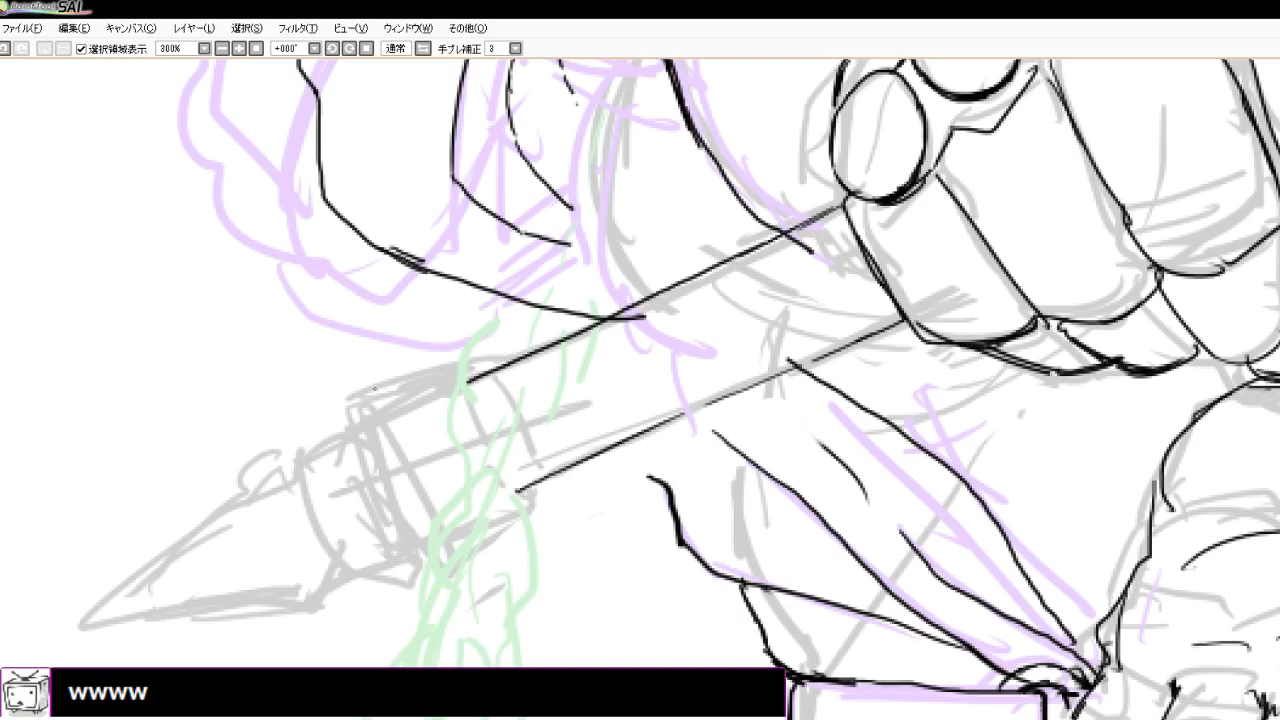 PaintTool SAI
ファイル(F) 編集(E) キャンバス(C) レイヤー(L) 選択(S) フィルタ(T) ビュー(V) ウィンドウ(W) その他(O)
選択領域表示 300% +000° 通常 手ブレ補正 3
wwww